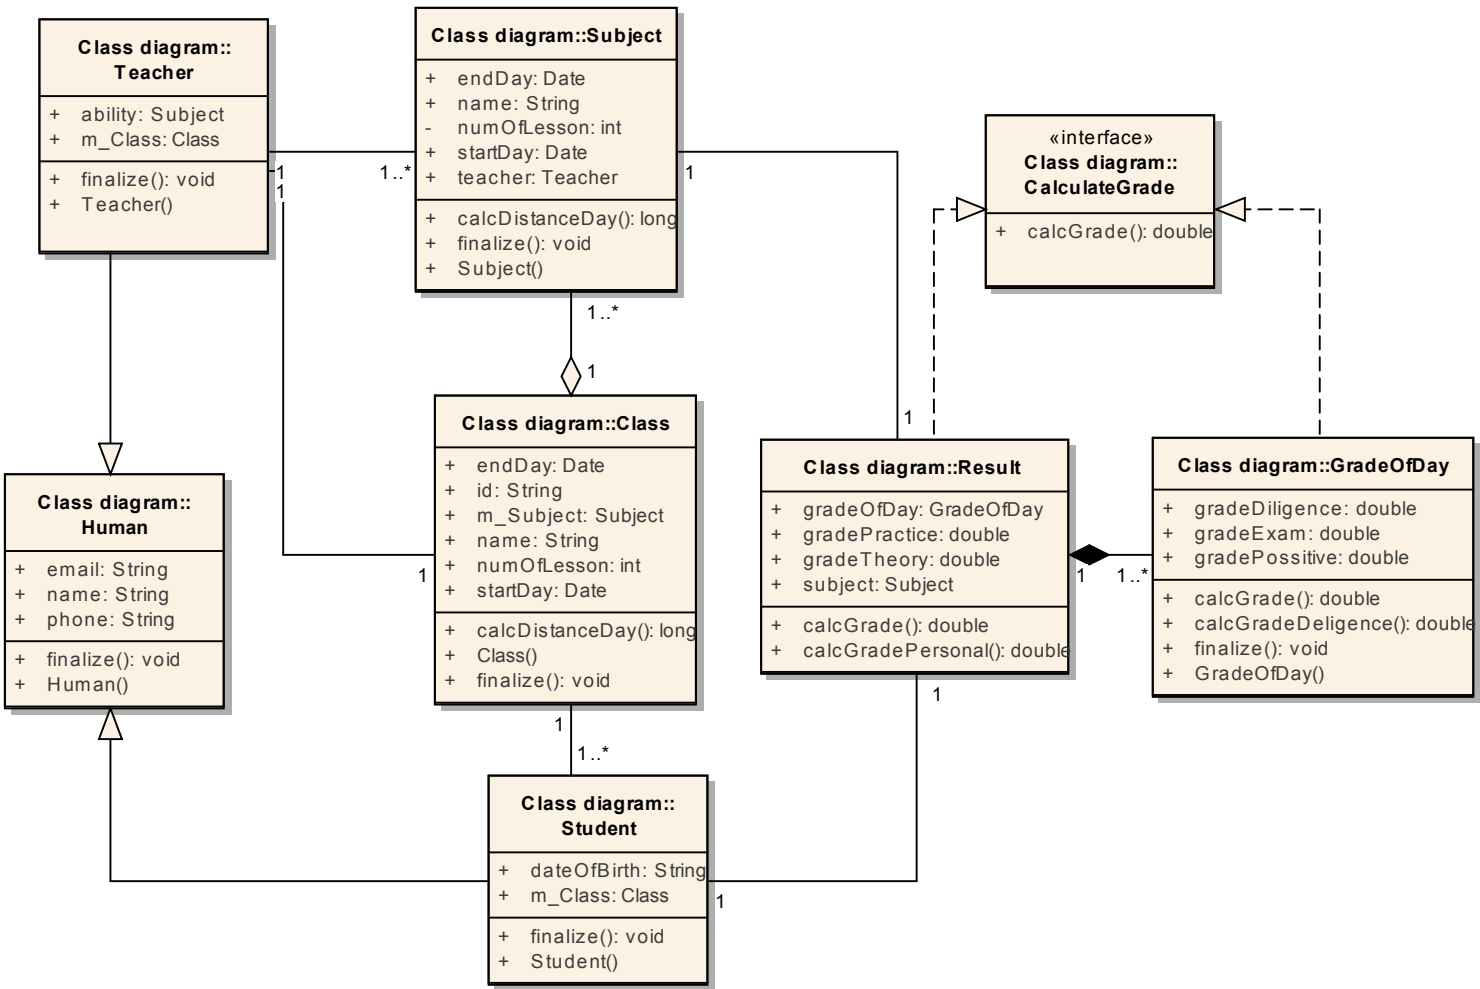 Class diagram::
Teacher
+ ability: Subject
+ m_Class: Class
+ finalize(): void
+ Teacher()
Class diagram::Subject
+ endDay: Date
+ name: String
- numOfLesson: int
+ startDay: Date
+ teacher: Teacher
+ calcDistanceDay(): long
+ finalize(): void
+ Subject()
«interface»
Class diagram::
CalculateGrade
+ calcGrade(): double
1
1
1..*
1
1..*
1
1
Class diagram::Class
+ endDay: Date
+ id: String
+ m_Subject: Subject
+ name: String
+ numOfLesson: int
+ startDay: Date
+ calcDistanceDay(): long
+ Class()
+ finalize(): void
Class diagram::Result
+ gradeOfDay: GradeOfDay
+ gradePractice: double
+ gradeTheory: double
+ subject: Subject
+ calcGrade(): double
+ calcGradePersonal(): double
Class diagram::GradeOfDay
+ gradeDiligence: double
+ gradeExam: double
+ gradePossitive: double
+ calcGrade(): double
+ calcGradeDeligence(): double
+ finalize(): void
+ GradeOfDay()
Class diagram::
Human
+ email: String
+ name: String
+ phone: String
+ finalize(): void
+ Human()
1
1
1..*
1
1
1..*
Class diagram::
Student
+ dateOfBirth: String
+ m_Class: Class
+ finalize(): void
+ Student()
1